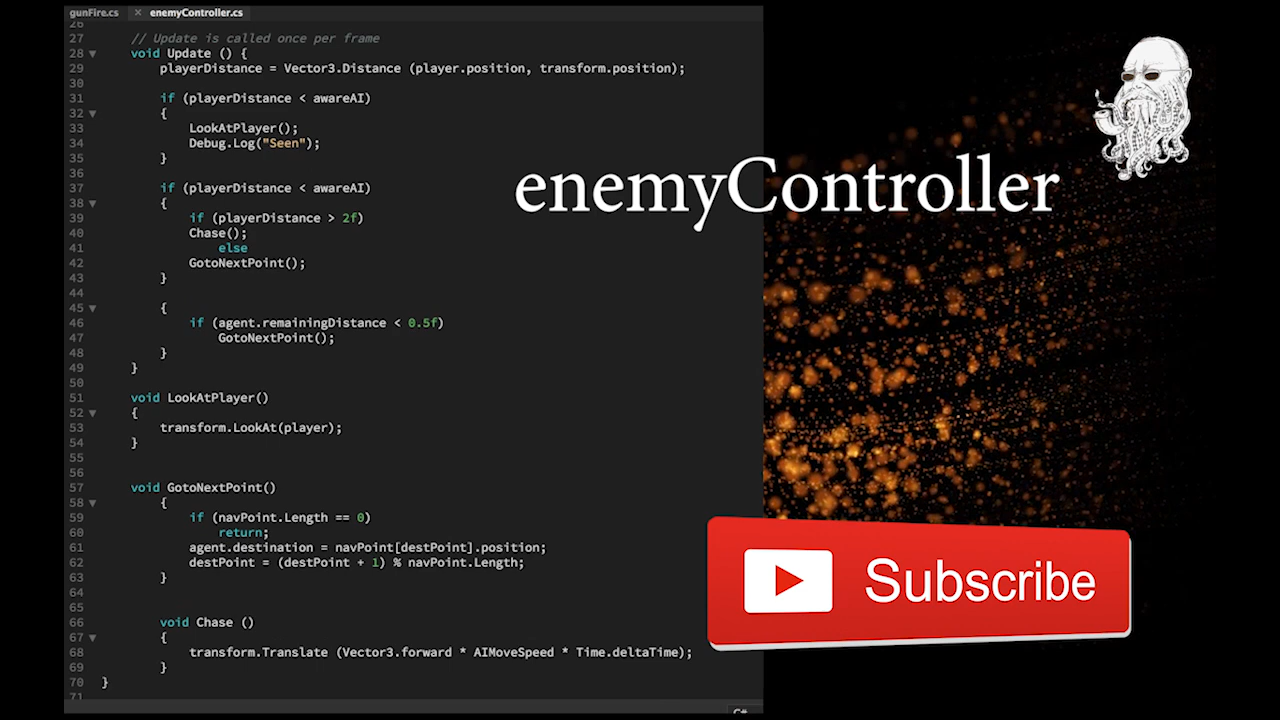 gunFire.cs × enemyController.cs
26
27 // Update is called once per frame
28 void Update () {
29 playerDistance = Vector3.Distance (player.position, transform.position);
30
31 if (playerDistance < awareAI)
32 {
33 LookAtPlayer();
34 Debug.Log("Seen");
35 }
36
37 if (playerDistance < awareAI)
38 {
39 if (playerDistance > 2f)
40 Chase();
41 else
42 GotoNextPoint();
43 }
44
45 {
46 if (agent.remainingDistance < 0.5f)
47 GotoNextPoint();
48 }
49 }
50
51 void LookAtPlayer()
52 {
53 transform.LookAt(player);
54 }
55
56
57 void GotoNextPoint()
58 {
59 if (navPoint.Length == 0)
60 return;
61 agent.destination = navPoint[destPoint].position;
62 destPoint = (destPoint + 1) % navPoint.Length;
63 }
64
65
66 void Chase ()
67 {
68 transform.Translate (Vector3.forward * AIMoveSpeed * Time.deltaTime);
69 }
70 }
71
C#
enemyController
Subscribe